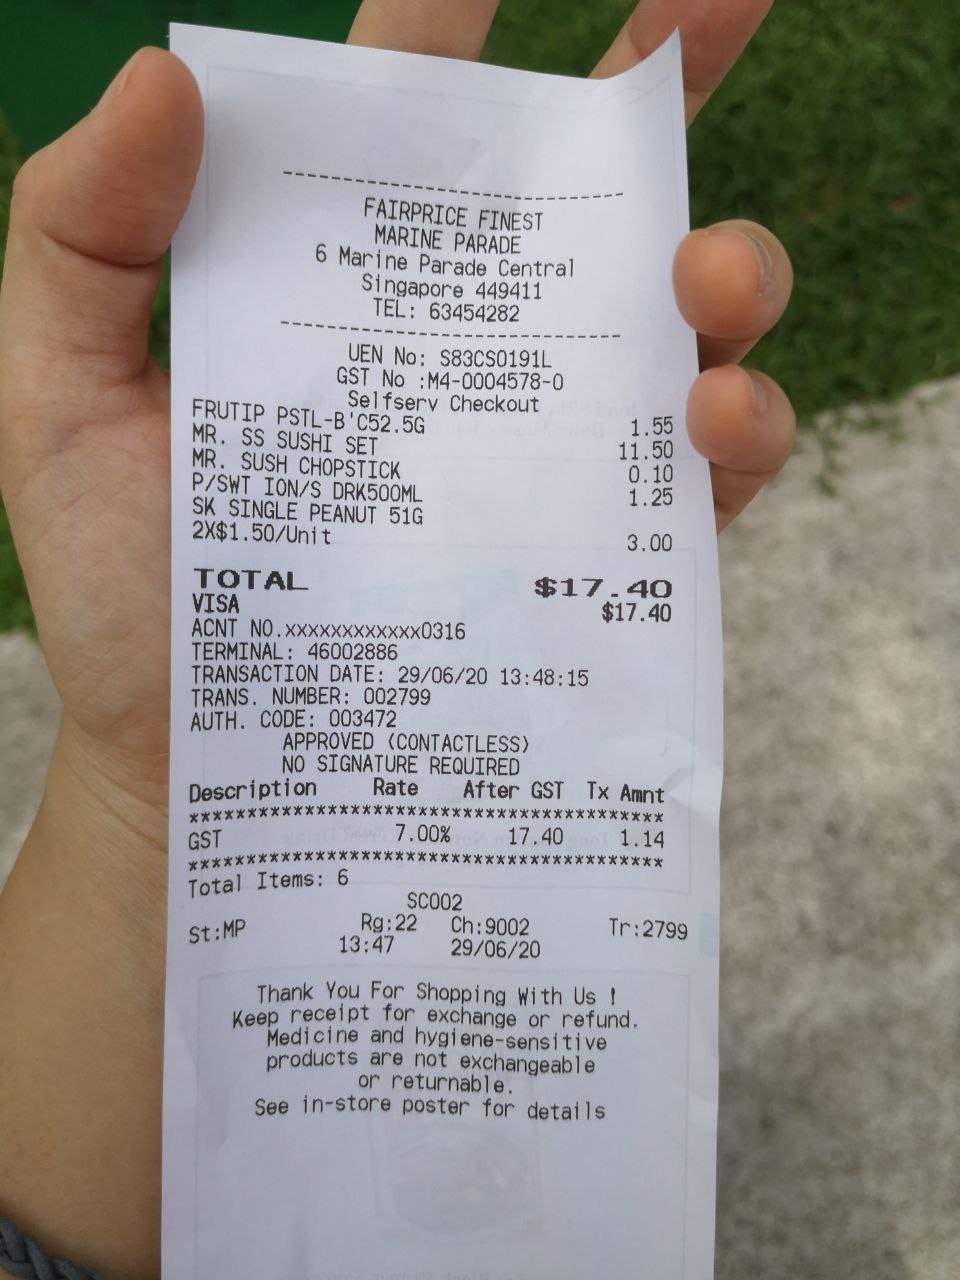 --------------------------------------
FAIRPRICE FINEST
MARINE PARADE
6 Marine Parade Central
Singapore 449411
TEL: 63454282
--------------------------------------
UEN No: S83CS0191L
GST No :M4-0004578-0
Selfserv Checkout
FRUTIP PSTL-B'C52.5G 1.55
MR. SS SUSHI SET 11.50
MR. SUSH CHOPSTICK 0.10
P/SWT ION/S DRK500ML 1.25
SK SINGLE PEANUT 51G
2X$1.50/Unit 3.00
TOTAL $17.40
VISA $17.40
ACNT NO.xxxxxxxxxxxx0316
TERMINAL: 46002886
TRANSACTION DATE: 29/06/20 13:48:15
TRANS. NUMBER: 002799
AUTH. CODE: 003472
APPROVED (CONTACTLESS)
NO SIGNATURE REQUIRED
Description Rate After GST Tx Amnt
******************************************
GST 7.00% 17.40 1.14
******************************************
Total Items: 6
SCO02
St:MP Rg:22 Ch:9002 Tr:2799
13:47 29/06/20
Thank You For Shopping With Us !
Keep receipt for exchange or refund.
Medicine and hygiene-sensitive
products are not exchangeable
or returnable.
See in-store poster for details